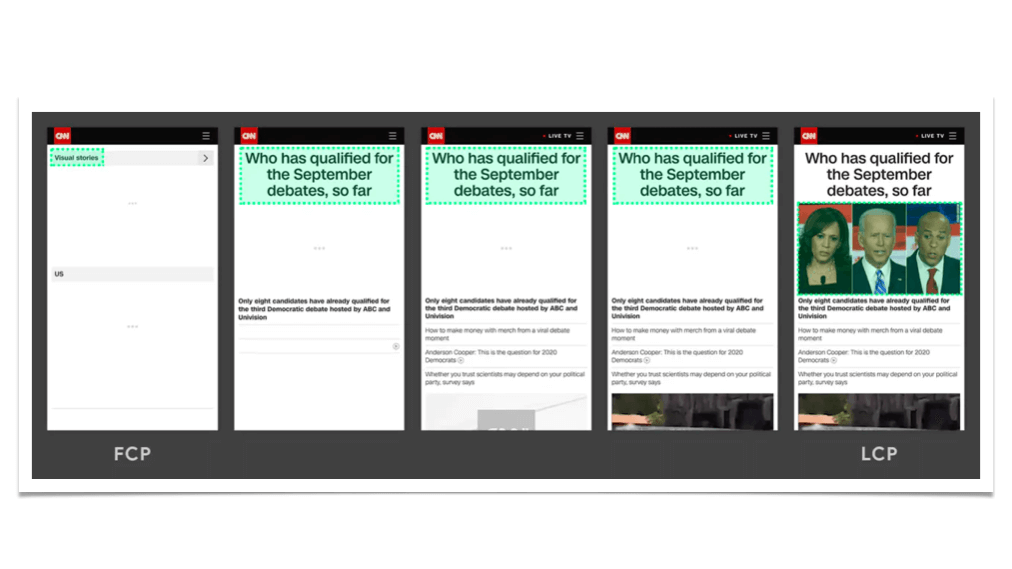 CNN
Visual stories
US
CNN
Who has qualified for
the September
debates, so far
Only eight candidates have already qualified for
the third Democratic debate hosted by ABC and
Univision
CNN
LIVE TV
Who has qualified for
the September
debates, so far
Only eight candidates have already qualified for
the third Democratic debate hosted by ABC and
Univision
How to make money with merch from a viral debate
moment
Anderson Cooper: This is the question for 2020
Democrats
Whether you trust scientists may depend on your political
party, survey says
CNN
LIVE TV
Who has qualified for
the September
debates, so far
Only eight candidates have already qualified for
the third Democratic debate hosted by ABC and
Univision
How to make money with merch from a viral debate
moment
Anderson Cooper: This is the question for 2020
Democrats
Whether you trust scientists may depend on your political
party, survey says
CNN
LIVE TV
Who has qualified for
the September
debates, so far
Only eight candidates have already qualified for
the third Democratic debate hosted by ABC and
Univision
How to make money with merch from a viral debate
moment
Anderson Cooper: This is the question for 2020
Democrats
Whether you trust scientists may depend on your political
party, survey says
FCP
LCP